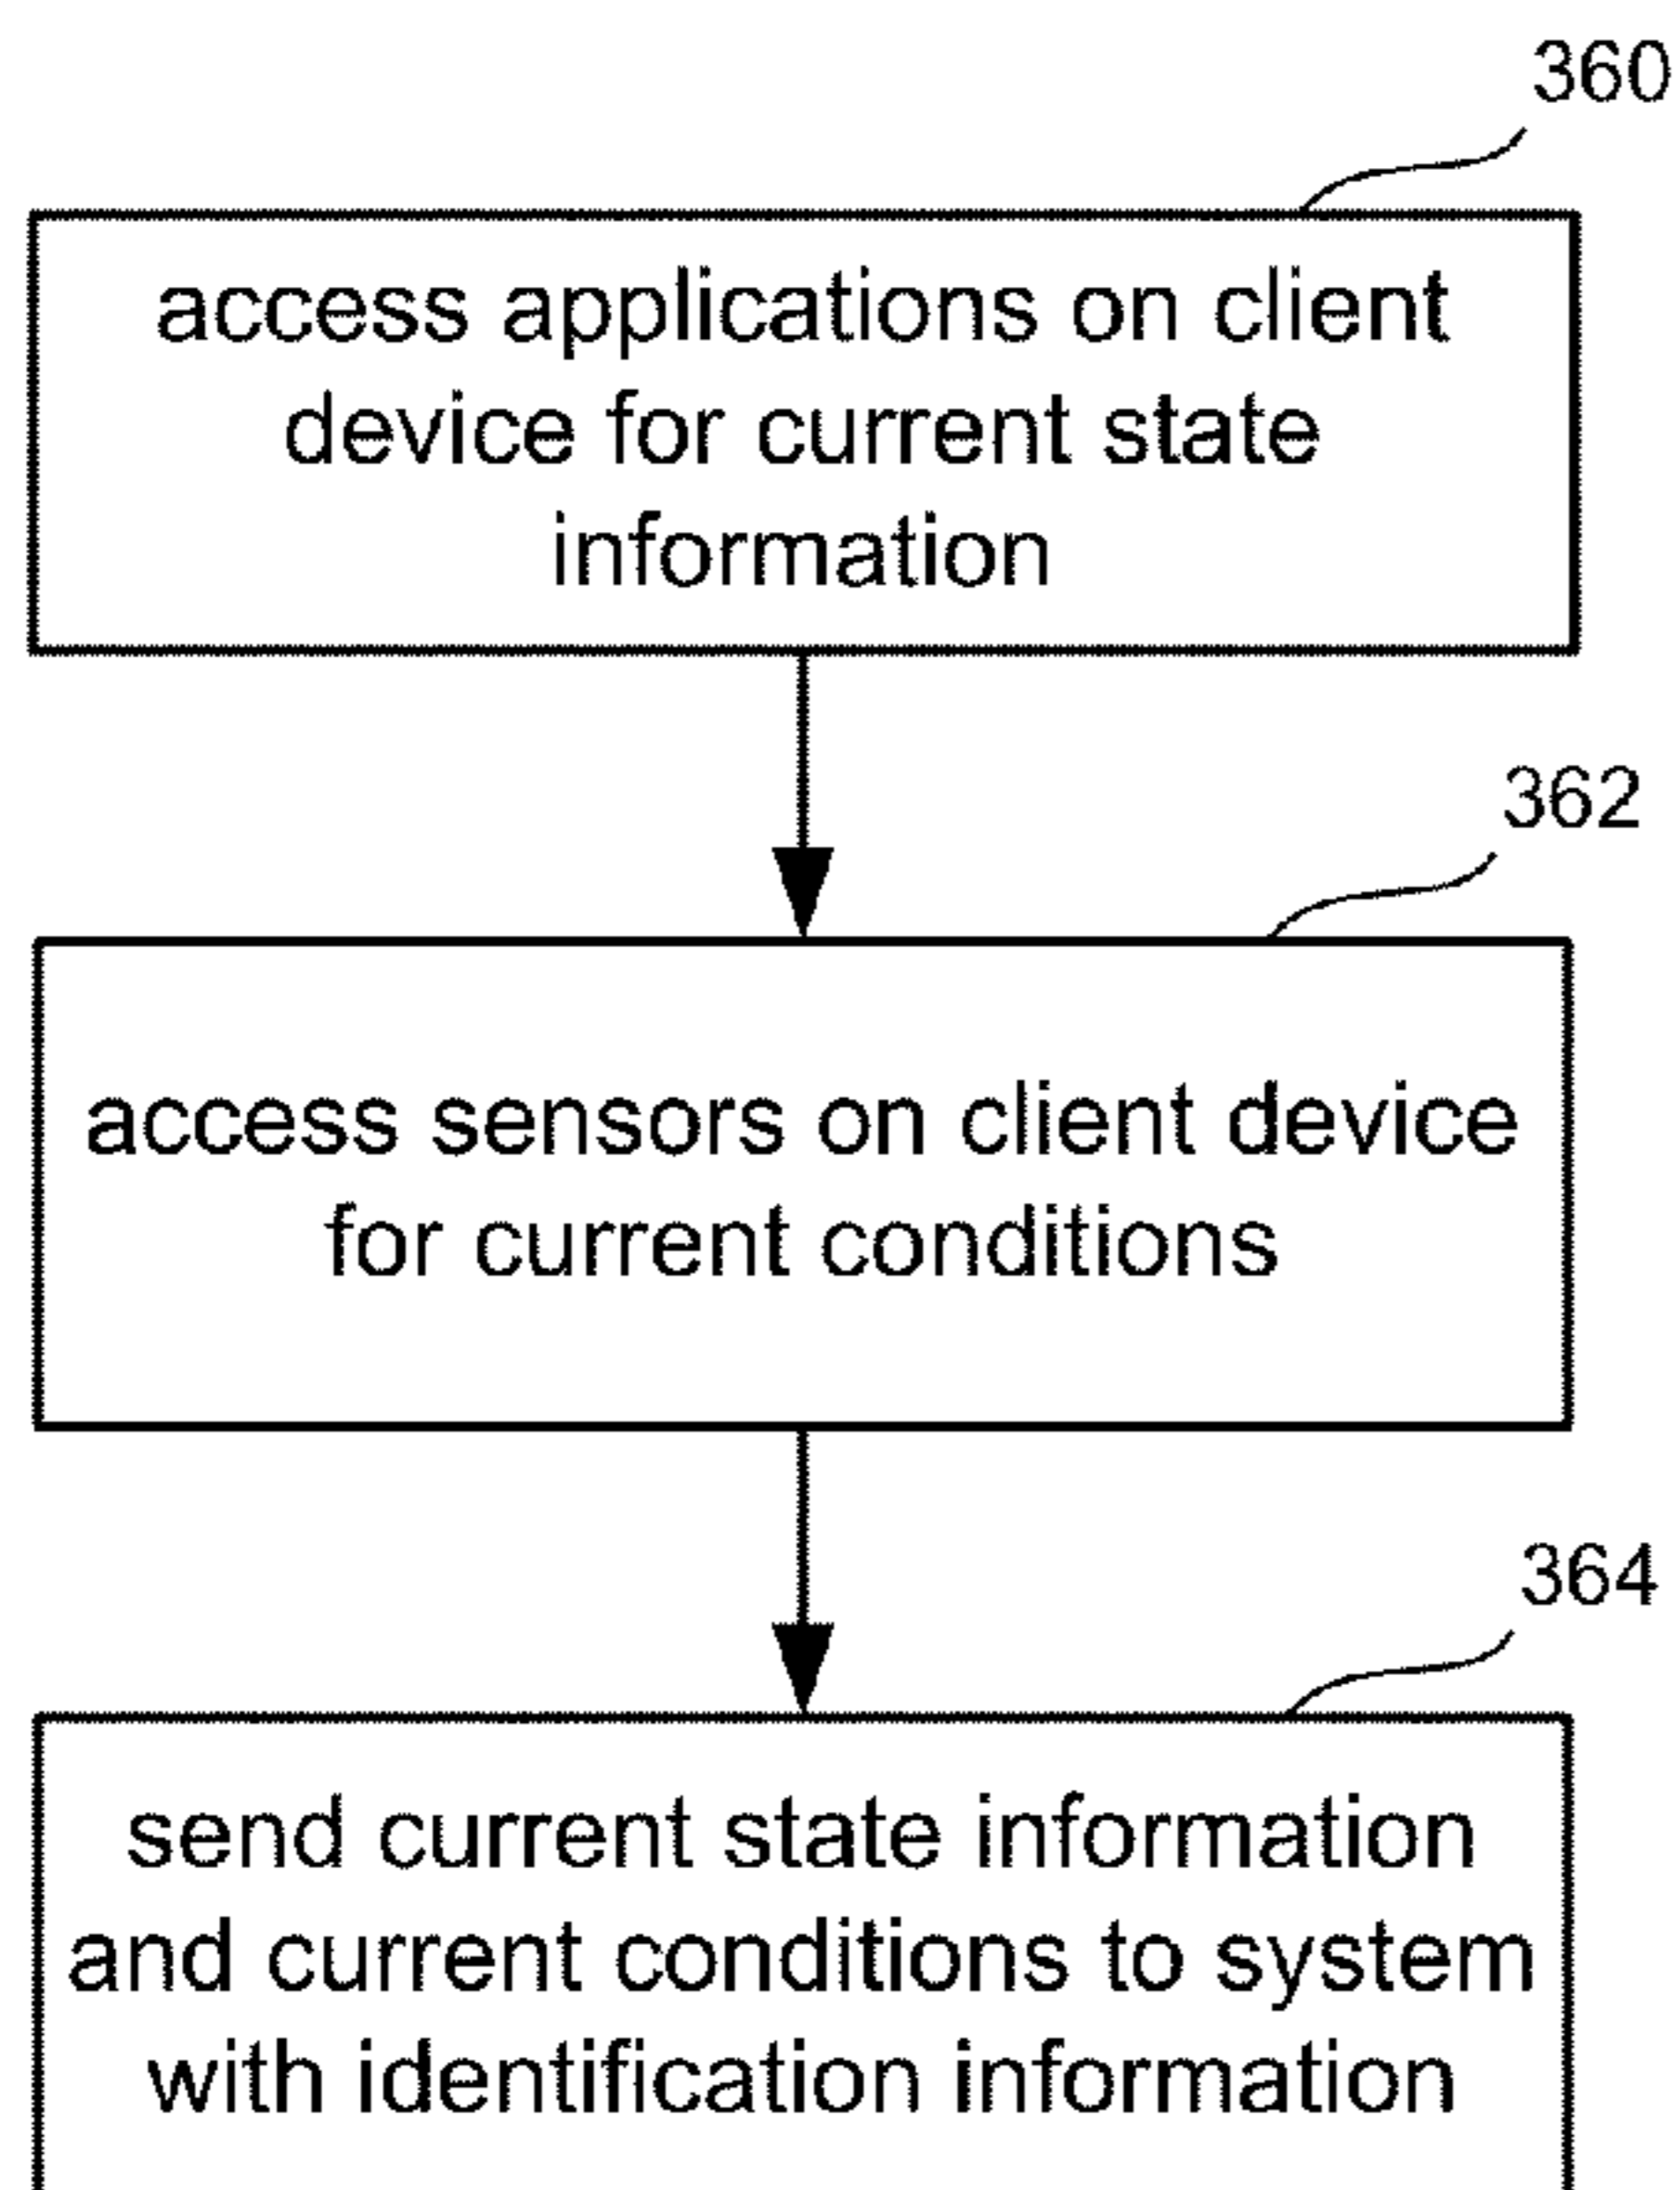 360
access applications on client
device for current state
information
362
access sensors on client device
for current conditions
364
send current state information
and current conditions to system
with identification information